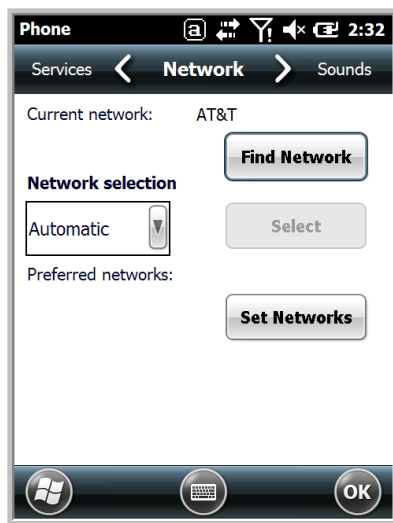 Phone a 2:32
Services Network Sounds
Current network: AT&T
Find Network
Network selection
Automatic
Select
Preferred networks:
Set Networks
OK